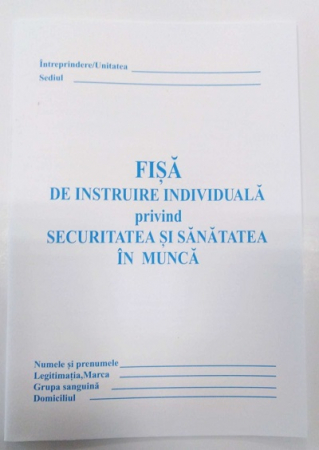 Întreprindere/Unitatea
Sediul
FIȘĂ
DE INSTRUIRE INDIVIDUALĂ
privind
SECURITATEA ȘI SĂNĂTATEA
ÎN MUNCĂ
Numele și prenumele
Legitimația,Marca
Grupa sanguină
Domiciliul